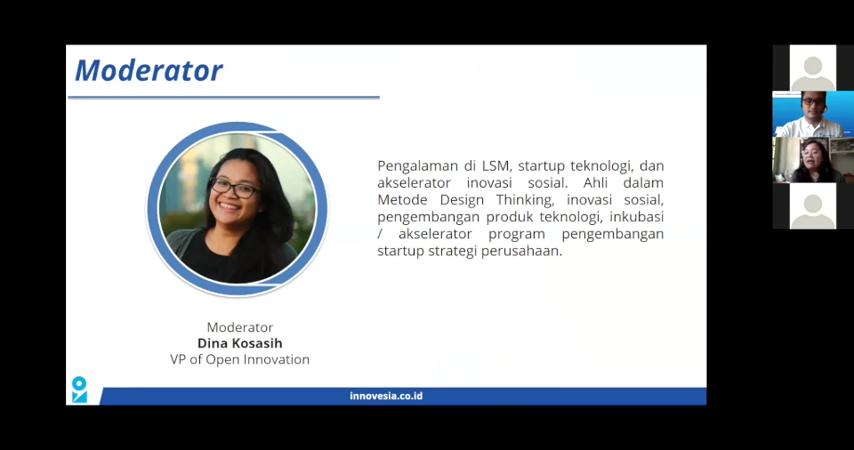 Moderator
Pengalaman di LSM, startup teknologi, dan
akselerator inovasi sosial. Ahli dalam
Metode Design Thinking, inovasi sosial,
pengembangan produk teknologi, inkubasi
/ akselerator program pengembangan
startup strategi perusahaan.
Moderator
Dina Kosasih
VP of Open Innovation
innovesia.co.id